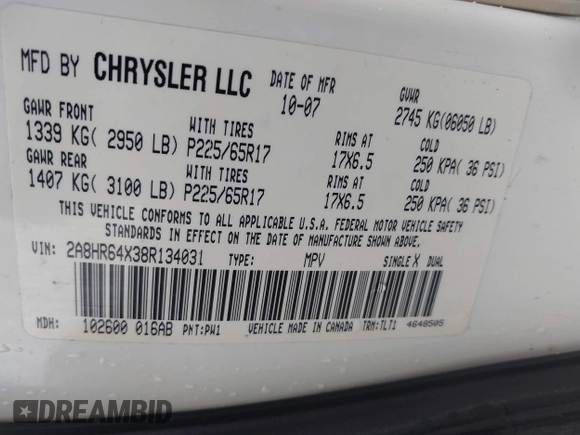 MFD BY CHRYSLER LLC DATE OF MFR 10-07 GVWR 2745 KG(06050 LB)
GAWR FRONT WITH TIRES RIMS AT COLD
1339 KG( 2950 LB) P225/65R17 17X6.5 250 KPA( 36 PSI)
GAWR REAR WITH TIRES RIMS AT COLD
1407 KG( 3100 LB) P225/65R17 17X6.5 250 KPA( 36 PSI)
THIS VEHICLE CONFORMS TO ALL APPLICABLE U.S.A. FEDERAL MOTOR VEHICLE SAFETY
STANDARDS IN EFFECT ON THE DATE OF MANUFACTURE SHOWN ABOVE.
VIN: 2A8HR64X38R134031 TYPE: MPV SINGLE X DUAL
MDH: 102600 016AB PNT:PW1 VEHICLE MADE IN CANADA TRM:TLT1 4648505
DREAMBID